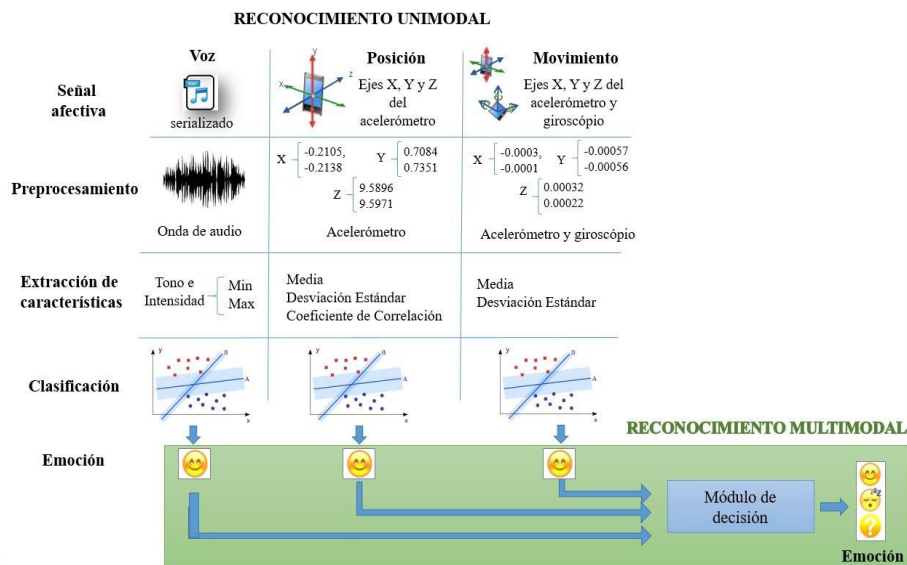 RECONOCIMIENTO UNIMODAL
Señal
afectiva
Voz
serializado
Posición
Ejes X, Y y Z
del
acelerómetro
y
x
z
Movimiento
Ejes X, Y y Z del
acelerómetro y
giroscópio
Preprocesamiento
Onda de audio
X
-0.2105,
-0.2138
Y
0.7084
0.7351
Z
9.5896
9.5971
Acelerómetro
X
-0.0003,
-0.0001
Y
-0.00057
-0.00056
Z
0.00032
0.00022
Acelerómetro y giroscópio
Extracción de
características
Tono e
Intensidad
Min
Max
Media
Desviación Estándar
Coeficiente de Correlación
Media
Desviación Estándar
Clasificación
y
B
A
x
y
B
A
x
y
B
A
x
RECONOCIMIENTO MULTIMODAL
Emoción
Módulo de
decisión
Emoción